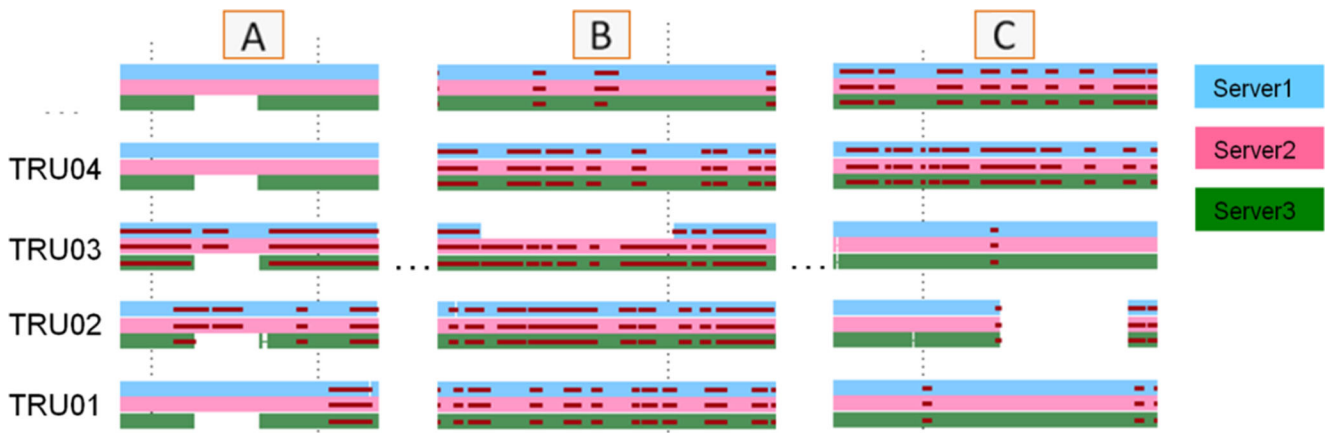 A
B
C
Server1
. . .
TRU04
Server2
Server3
TRU03
...
...
TRU02
TRU01